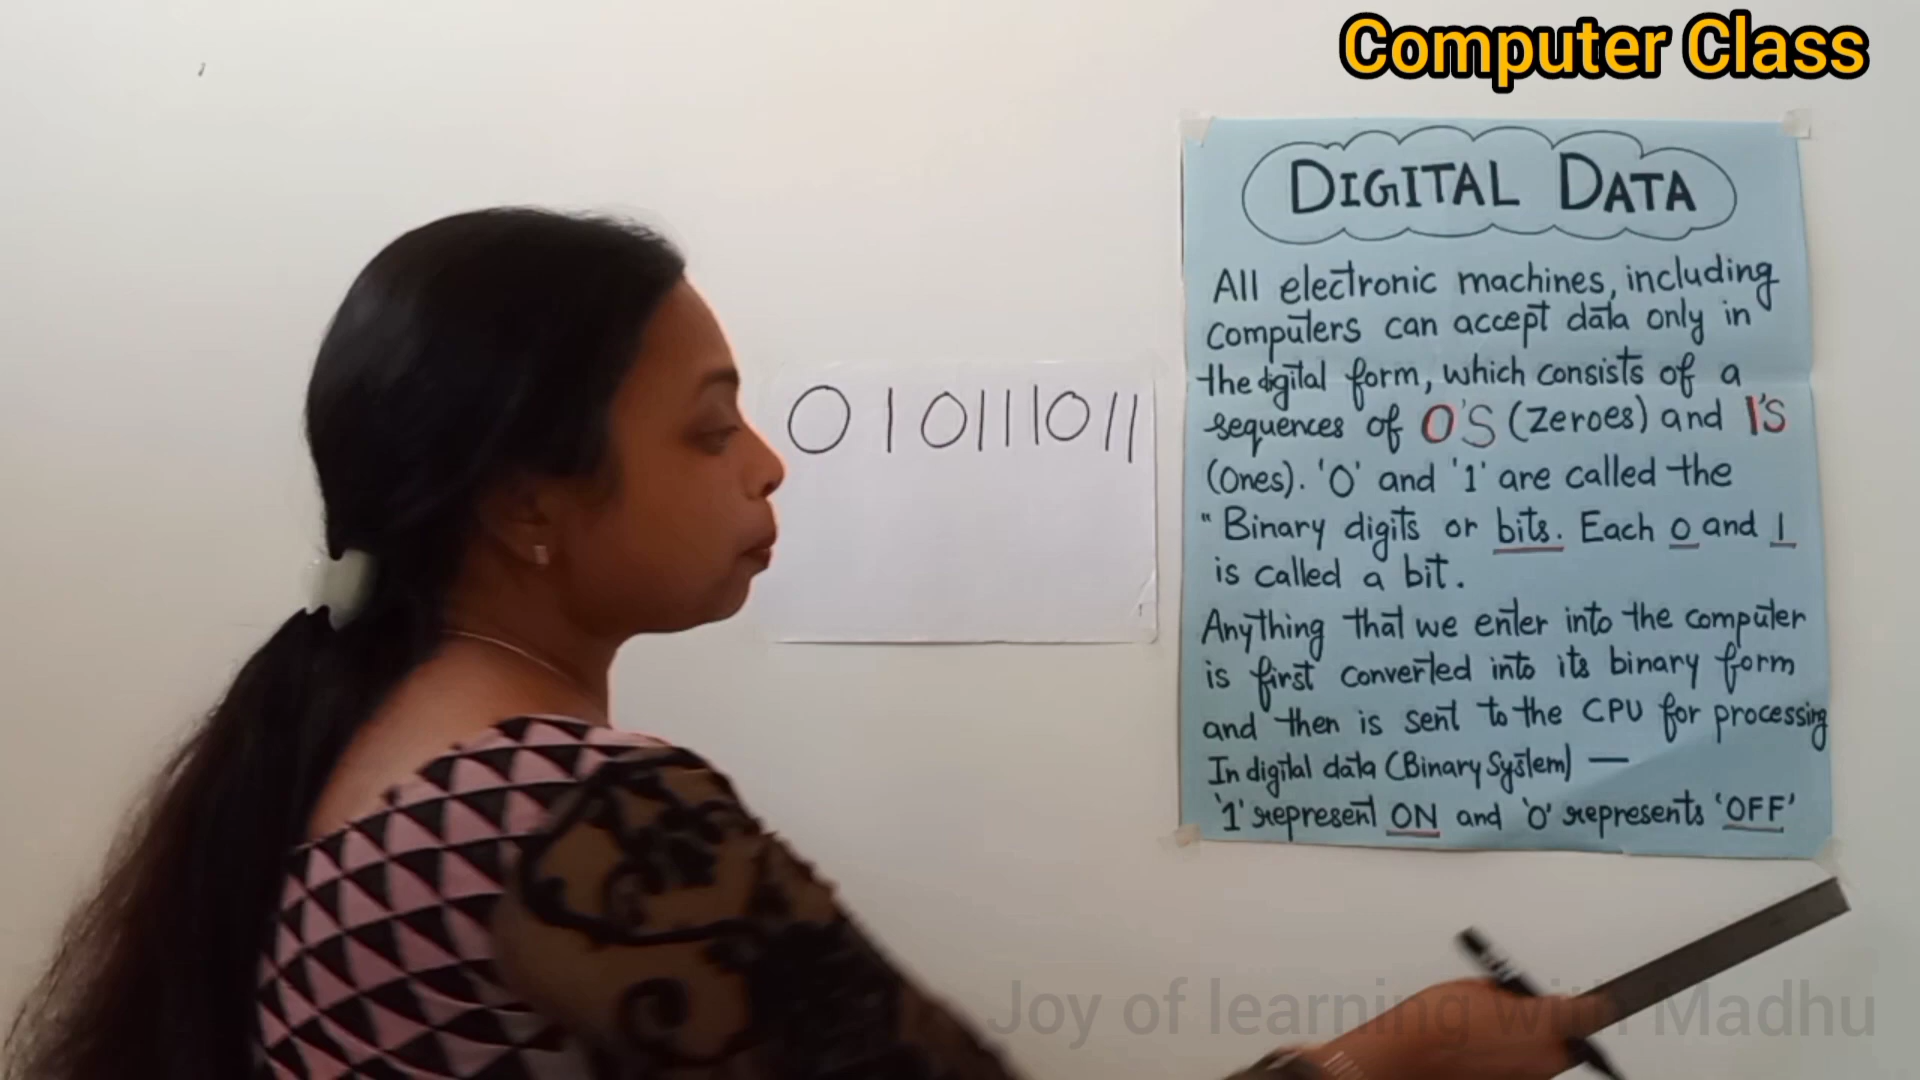 Computer Class
DIGITAL DATA
All electronic machines, including
computers can accept data only in
the digital form, which consists of a
sequences of 0'S (Zeroes) and 1'S
(Ones). '0' and '1' are called the
" Binary digits or bits. Each 0 and 1
is called a bit.
Anything that we enter into the computer
is first converted into its binary form
and then is sent to the CPU for processing
In digital data (Binary System) —
'1' represent ON and '0' represents 'OFF'
0 1 0 1 1 1 0 1 1
Joy of learning with Madhu